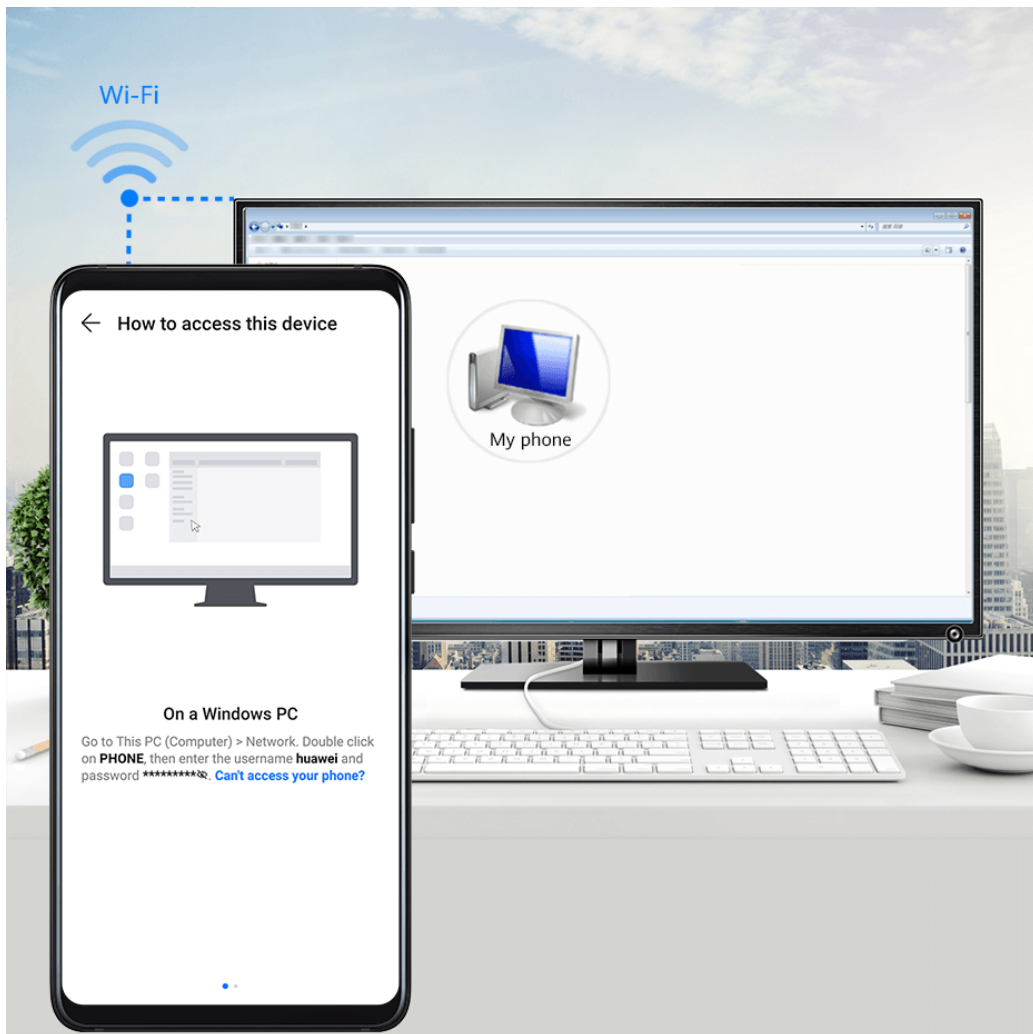 Wi-Fi
My phone
How to access this device
On a Windows PC
Go to This PC (Computer) > Network. Double click
on PHONE, then enter the username huawei and
password *********. Can't access your phone?